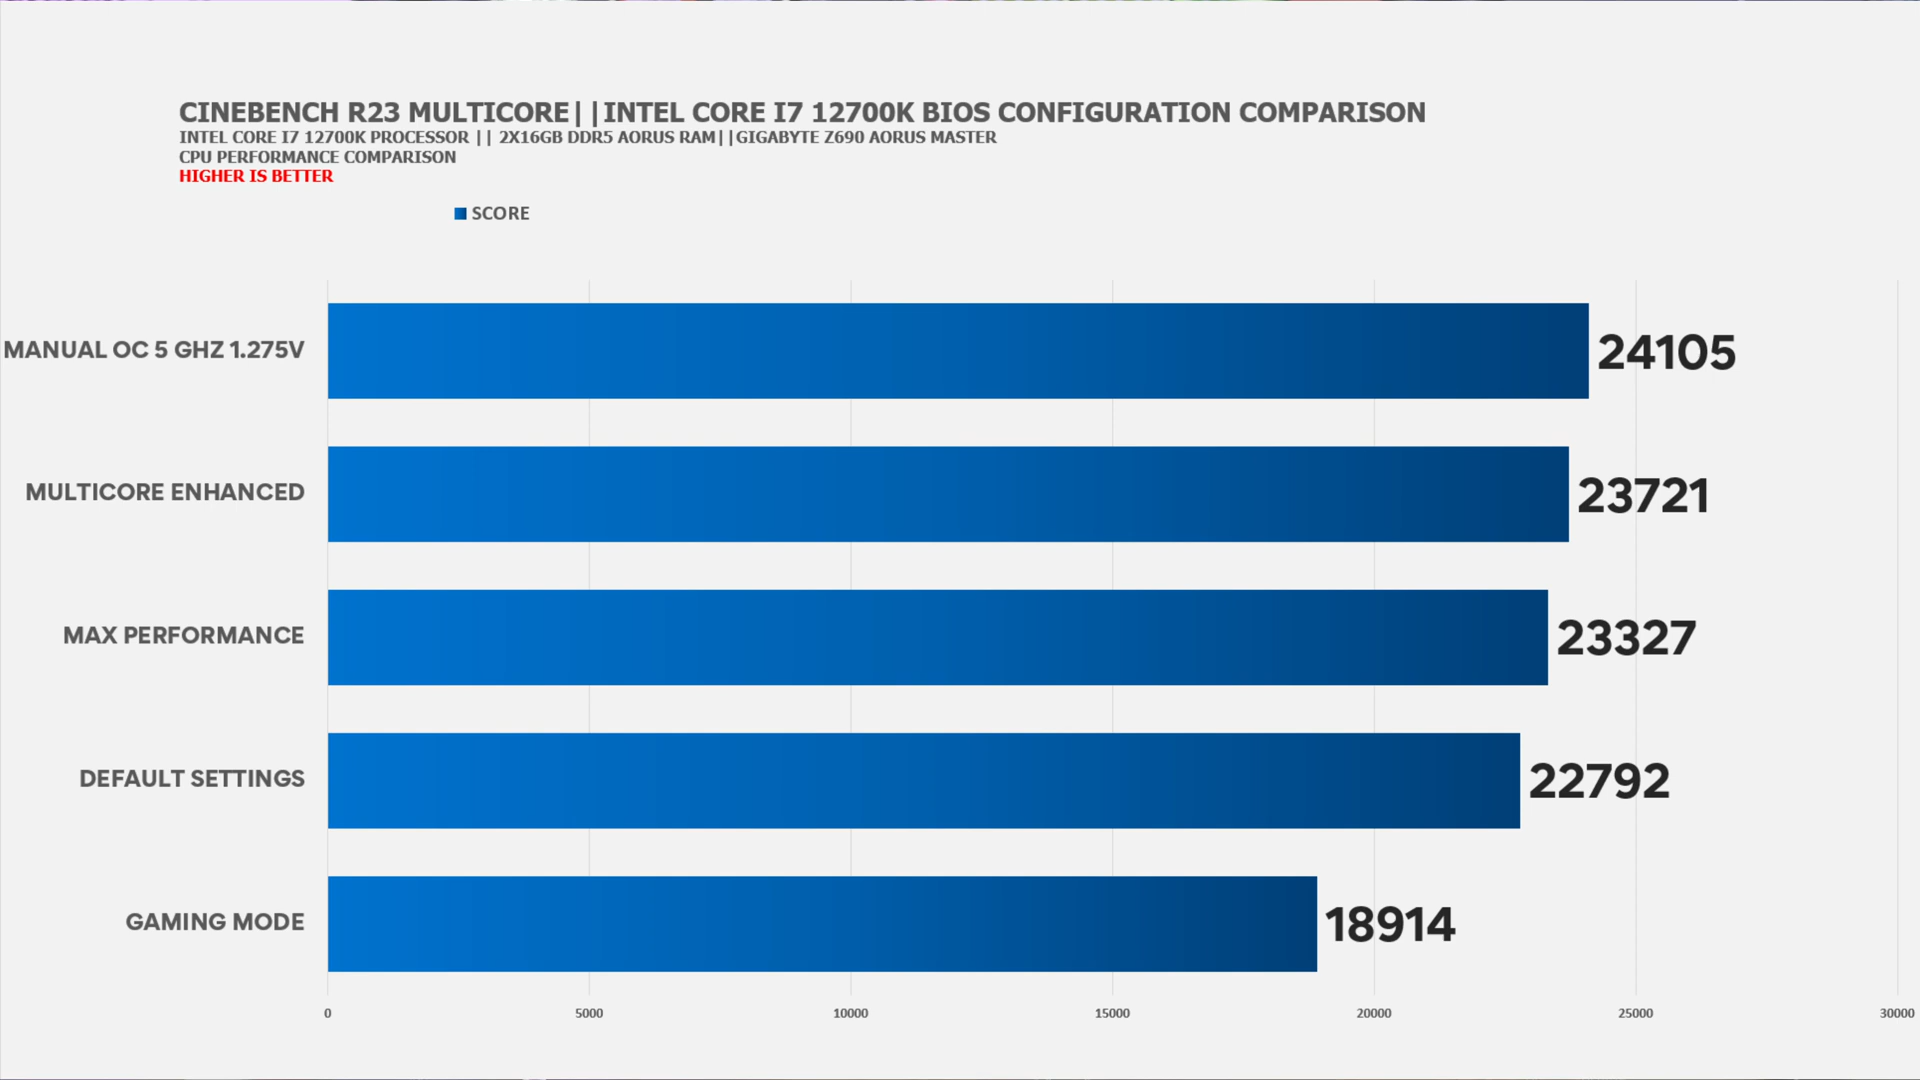 CINEBENCH R23 MULTICORE||INTEL CORE I7 12700K BIOS CONFIGURATION COMPARISON
INTEL CORE I7 12700K PROCESSOR || 2X16GB DDR5 AORUS RAM||GIGABYTE Z690 AORUS MASTER
CPU PERFORMANCE COMPARISON
HIGHER IS BETTER
SCORE
MANUAL OC 5 GHZ 1.275V 24105
MULTICORE ENHANCED 23721
MAX PERFORMANCE 23327
DEFAULT SETTINGS 22792
GAMING MODE 18914
0 5000 10000 15000 20000 25000 30000